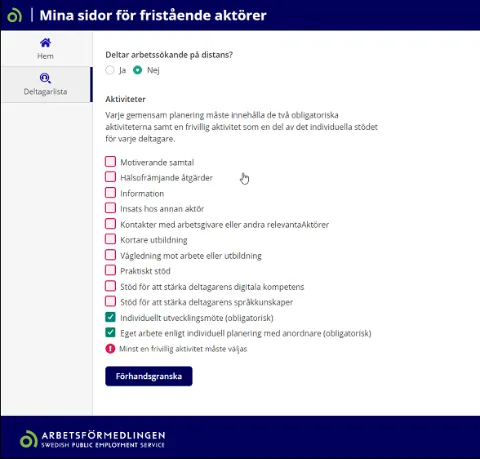 Mina sidor för fristående aktörer
Hem
Deltagarlista
Deltar arbetssökande på distans?
Ja Nej
Aktiviteter
Varje gemensam planering måste innehålla de två obligatoriska
aktiviteterna samt en frivillig aktivitet som en del av det individuella stödet
för varje deltagare.
Motiverande samtal
Hälsofrämjande åtgärder
Information
Insats hos annan aktör
Kontakter med arbetsgivare eller andra relevantaAktörer
Kortare utbildning
Vägledning mot arbete eller utbildning
Praktiskt stöd
Stöd för att stärka deltagarens digitala kompetens
Stöd för att stärka deltagarens språkkunskaper
Individuellt utvecklingsmöte (obligatorisk)
Eget arbete enligt individuell planering med anordnare (obligatorisk)
Minst en frivillig aktivitet måste väljas
Förhandsgranska
ARBETSFÖRMEDLINGEN
SWEDISH PUBLIC EMPLOYMENT SERVICE